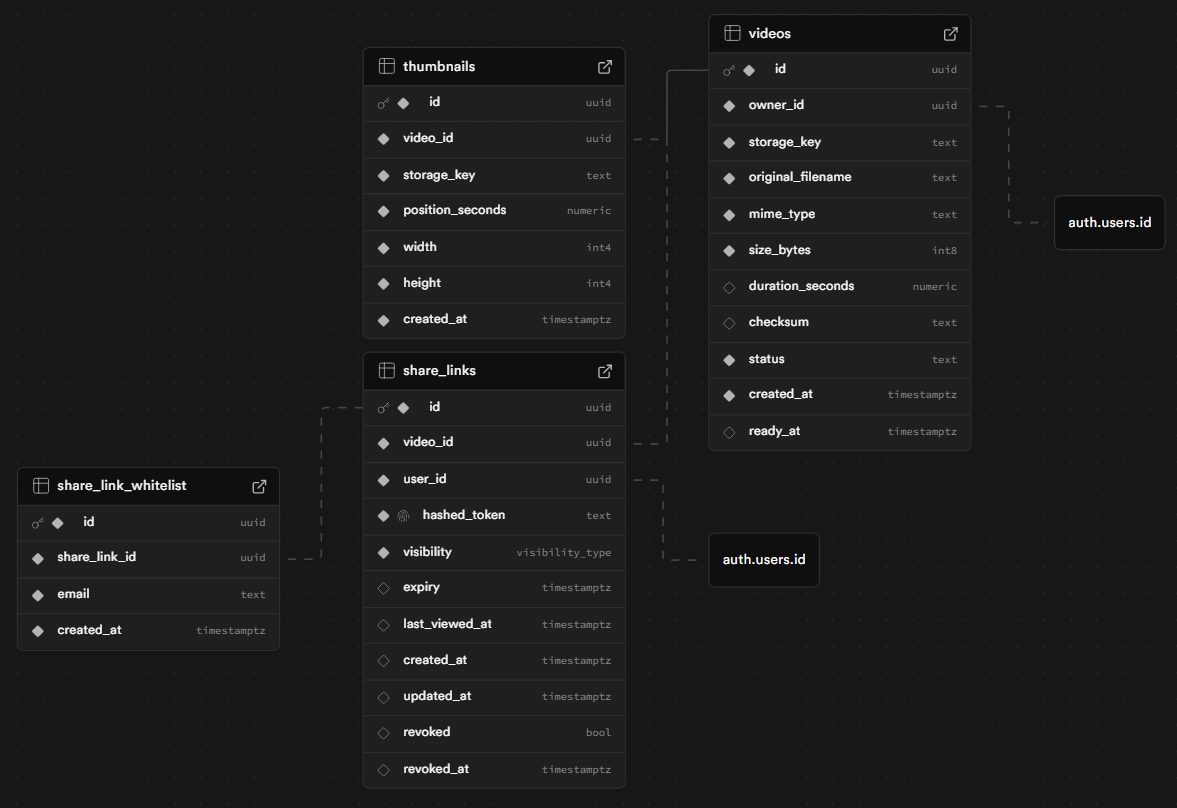 thumbnails
id uuid
video_id uuid
storage_key text
position_seconds numeric
width int4
height int4
created_at timestamptz
videos
id uuid
owner_id uuid
storage_key text
original_filename text
mime_type text
size_bytes int8
duration_seconds numeric
checksum text
status text
created_at timestamptz
ready_at timestamptz
auth.users.id
share_links
id uuid
video_id uuid
user_id uuid
hashed_token text
visibility visibility_type
expiry timestamptz
last_viewed_at timestamptz
created_at timestamptz
updated_at timestamptz
revoked bool
revoked_at timestamptz
share_link_whitelist
id uuid
share_link_id uuid
email text
created_at timestamptz
auth.users.id